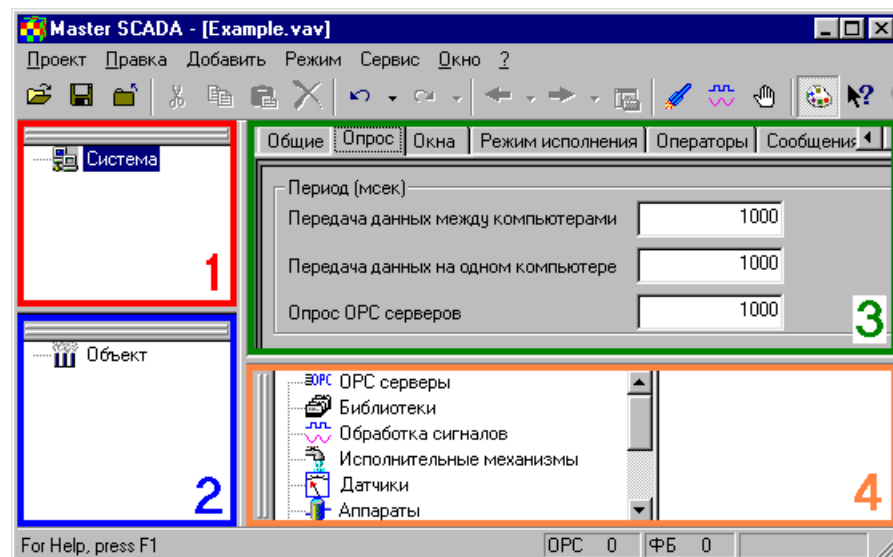 Master SCADA - [Example.vav]
Проект Правка Добавить Режим Сервис Окно ?
Система
1
Объект
2
Общие Опрос Окна Режим исполнения Операторы Сообщения
Период (мсек)
Передача данных между компьютерами 1000
Передача данных на одном компьютере 1000
Опрос OPC серверов 1000
3
OPC OPC серверы
Библиотеки
Обработка сигналов
Исполнительные механизмы
Датчики
Аппараты
4
For Help, press F1 OPC 0 ФБ 0